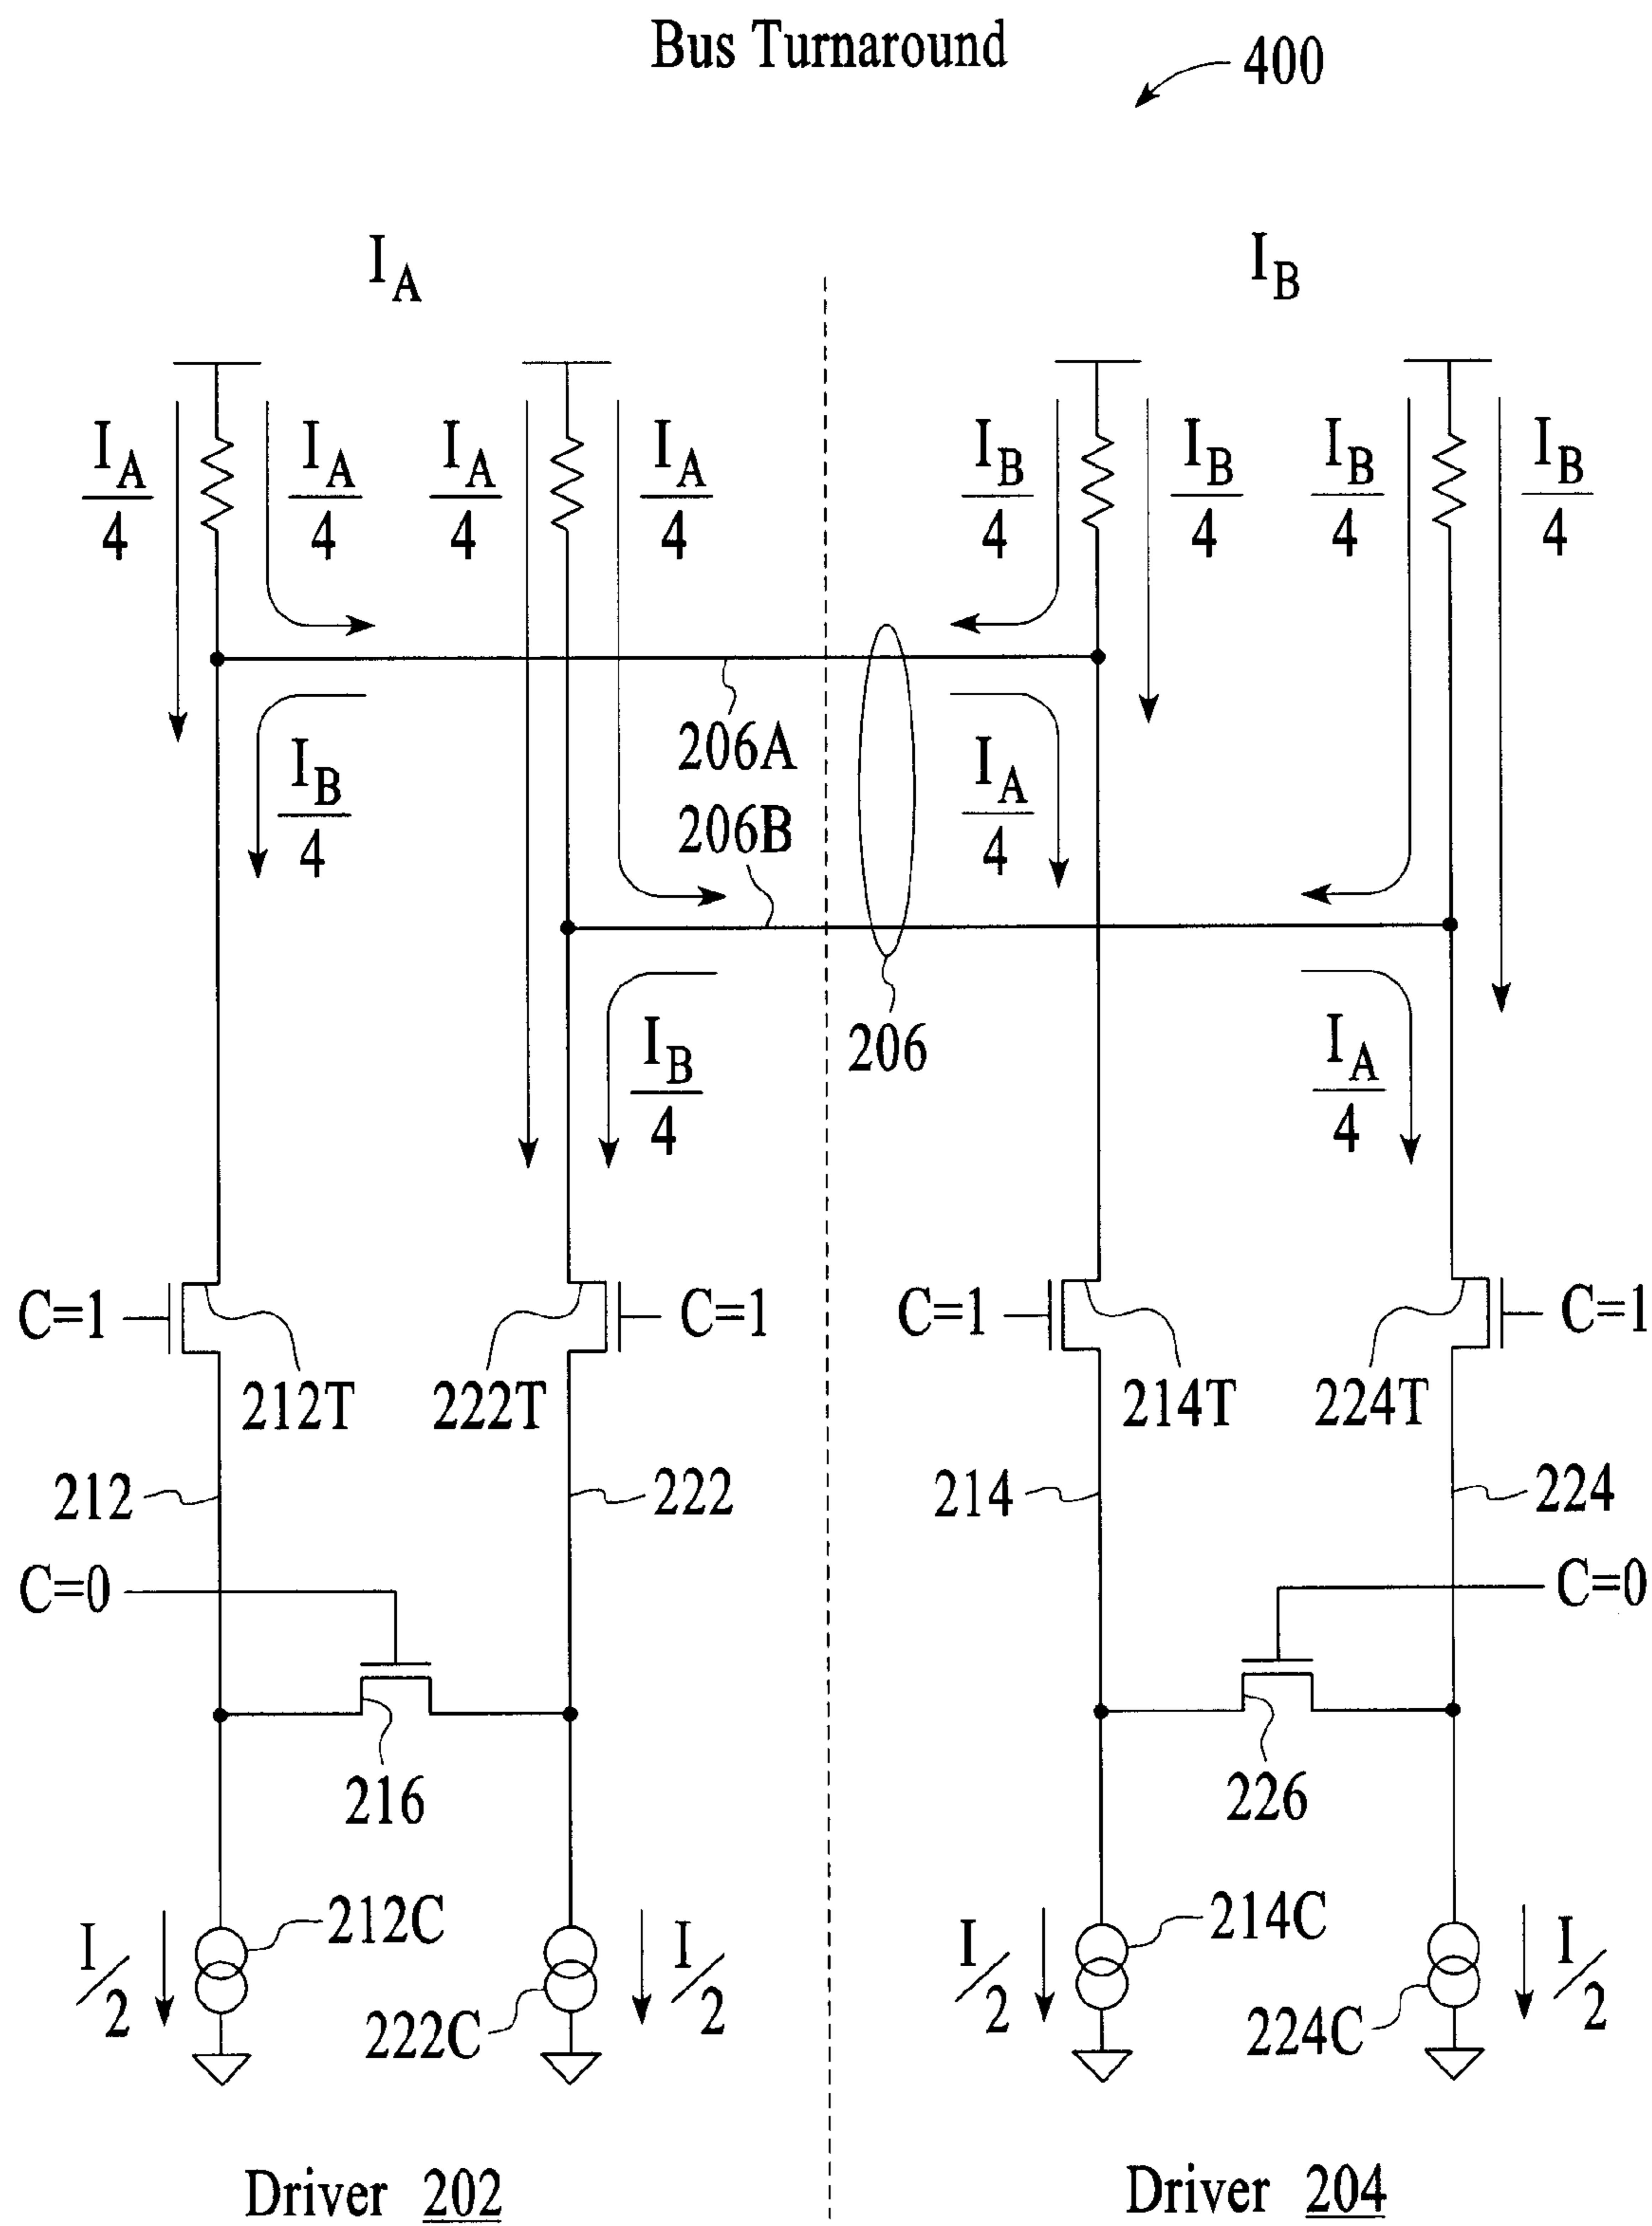 Bus Turnaround
400
I_A
I_B
I_A/4
I_A/4
I_A/4
I_A/4
I_B/4
I_B/4
I_B/4
I_B/4
206A
I_B/4
206B
I_A/4
206
I_B/4
I_A/4
C=1
C=1
C=1
C=1
212T
222T
214T
224T
212
222
214
224
C=0
C=0
216
226
212C
214C
I/2
I/2
I/2
I/2
222C
224C
Driver 202
Driver 204